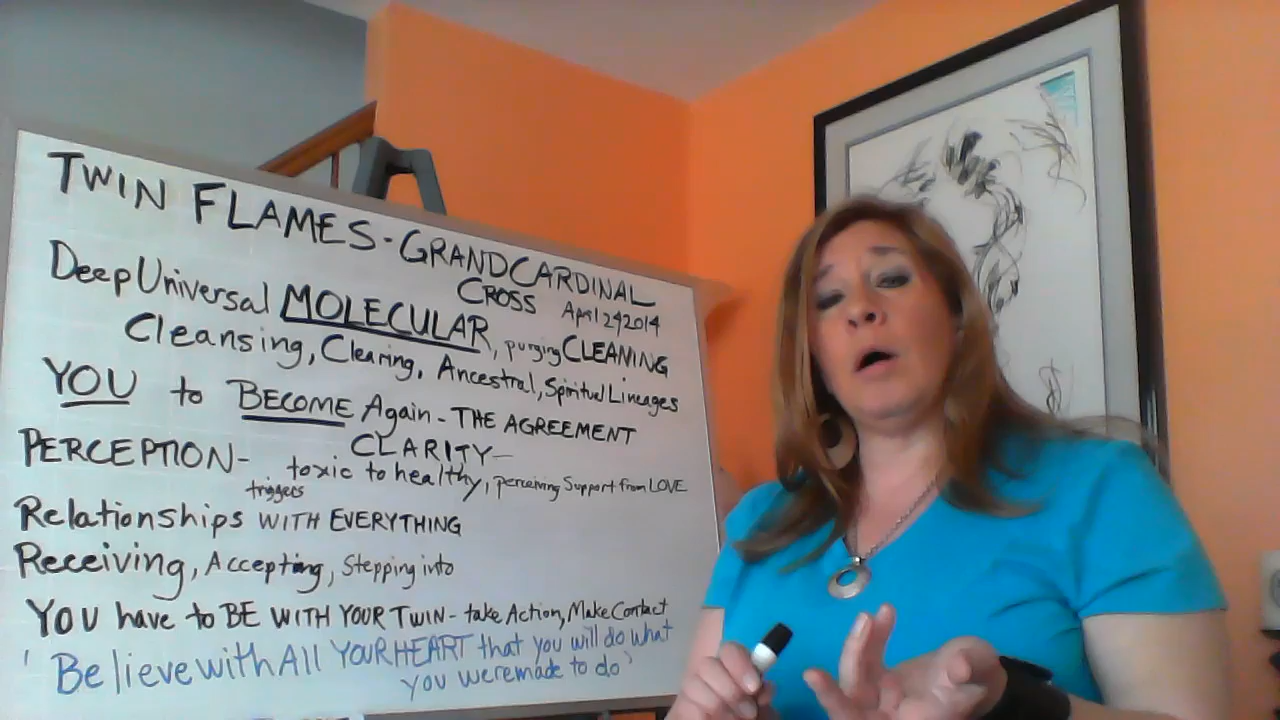 TWIN FLAMES - GRAND CARDINAL
CROSS April 24 2014
Deep Universal MOLECULAR, purging CLEANING
Cleansing, Clearing, Ancestral, Spiritual Lineages
YOU to BECOME Again - THE AGREEMENT
CLARITY-
PERCEPTION- toxic to healthy, perceiving Support from LOVE
triggers
Relationships WITH EVERYTHING
Receiving, Accepting, Stepping into
YOU have to BE WITH YOUR TWIN - take Action, Make Contact
' Believe with All YOUR HEART that you will do what
you were made to do'